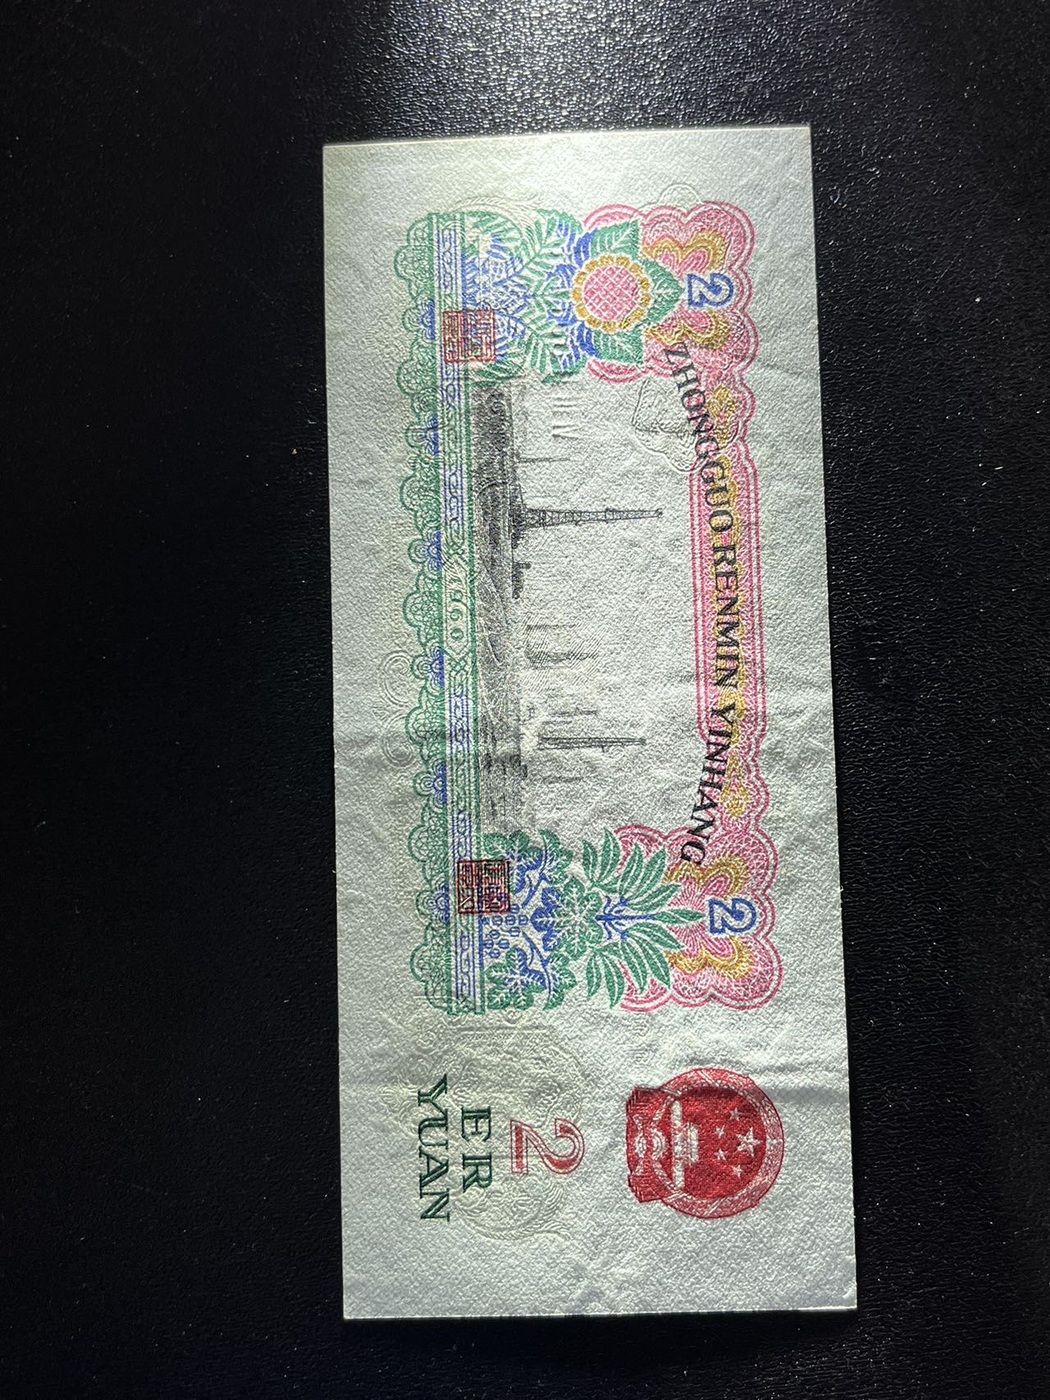 ZHONGGUO RENMIN YINHANG
2
2
2
ER
YUAN
1960